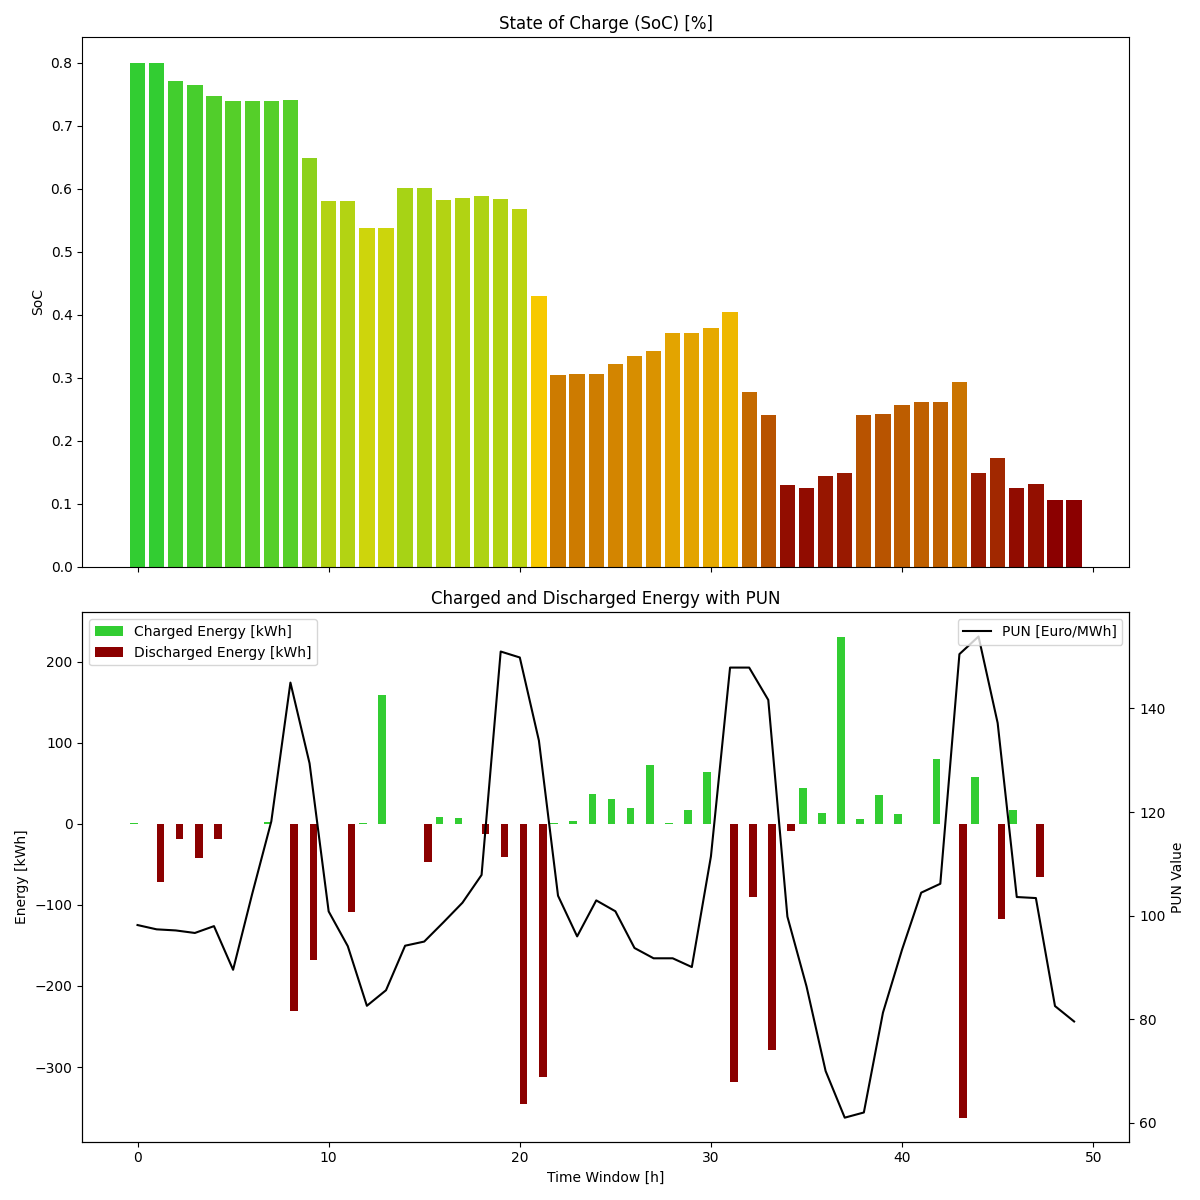 State of Charge (SoC) [%]
0.8
0.7
0.6
0.5
0.4
0.3
0.2
0.1
0.0
SoC
Charged and Discharged Energy with PUN
Charged Energy [kWh]
Discharged Energy [kWh]
PUN [Euro/MWh]
200
100
0
−100
−200
−300
Energy [kWh]
140
120
100
80
60
PUN Value
0 10 20 30 40 50
Time Window [h]